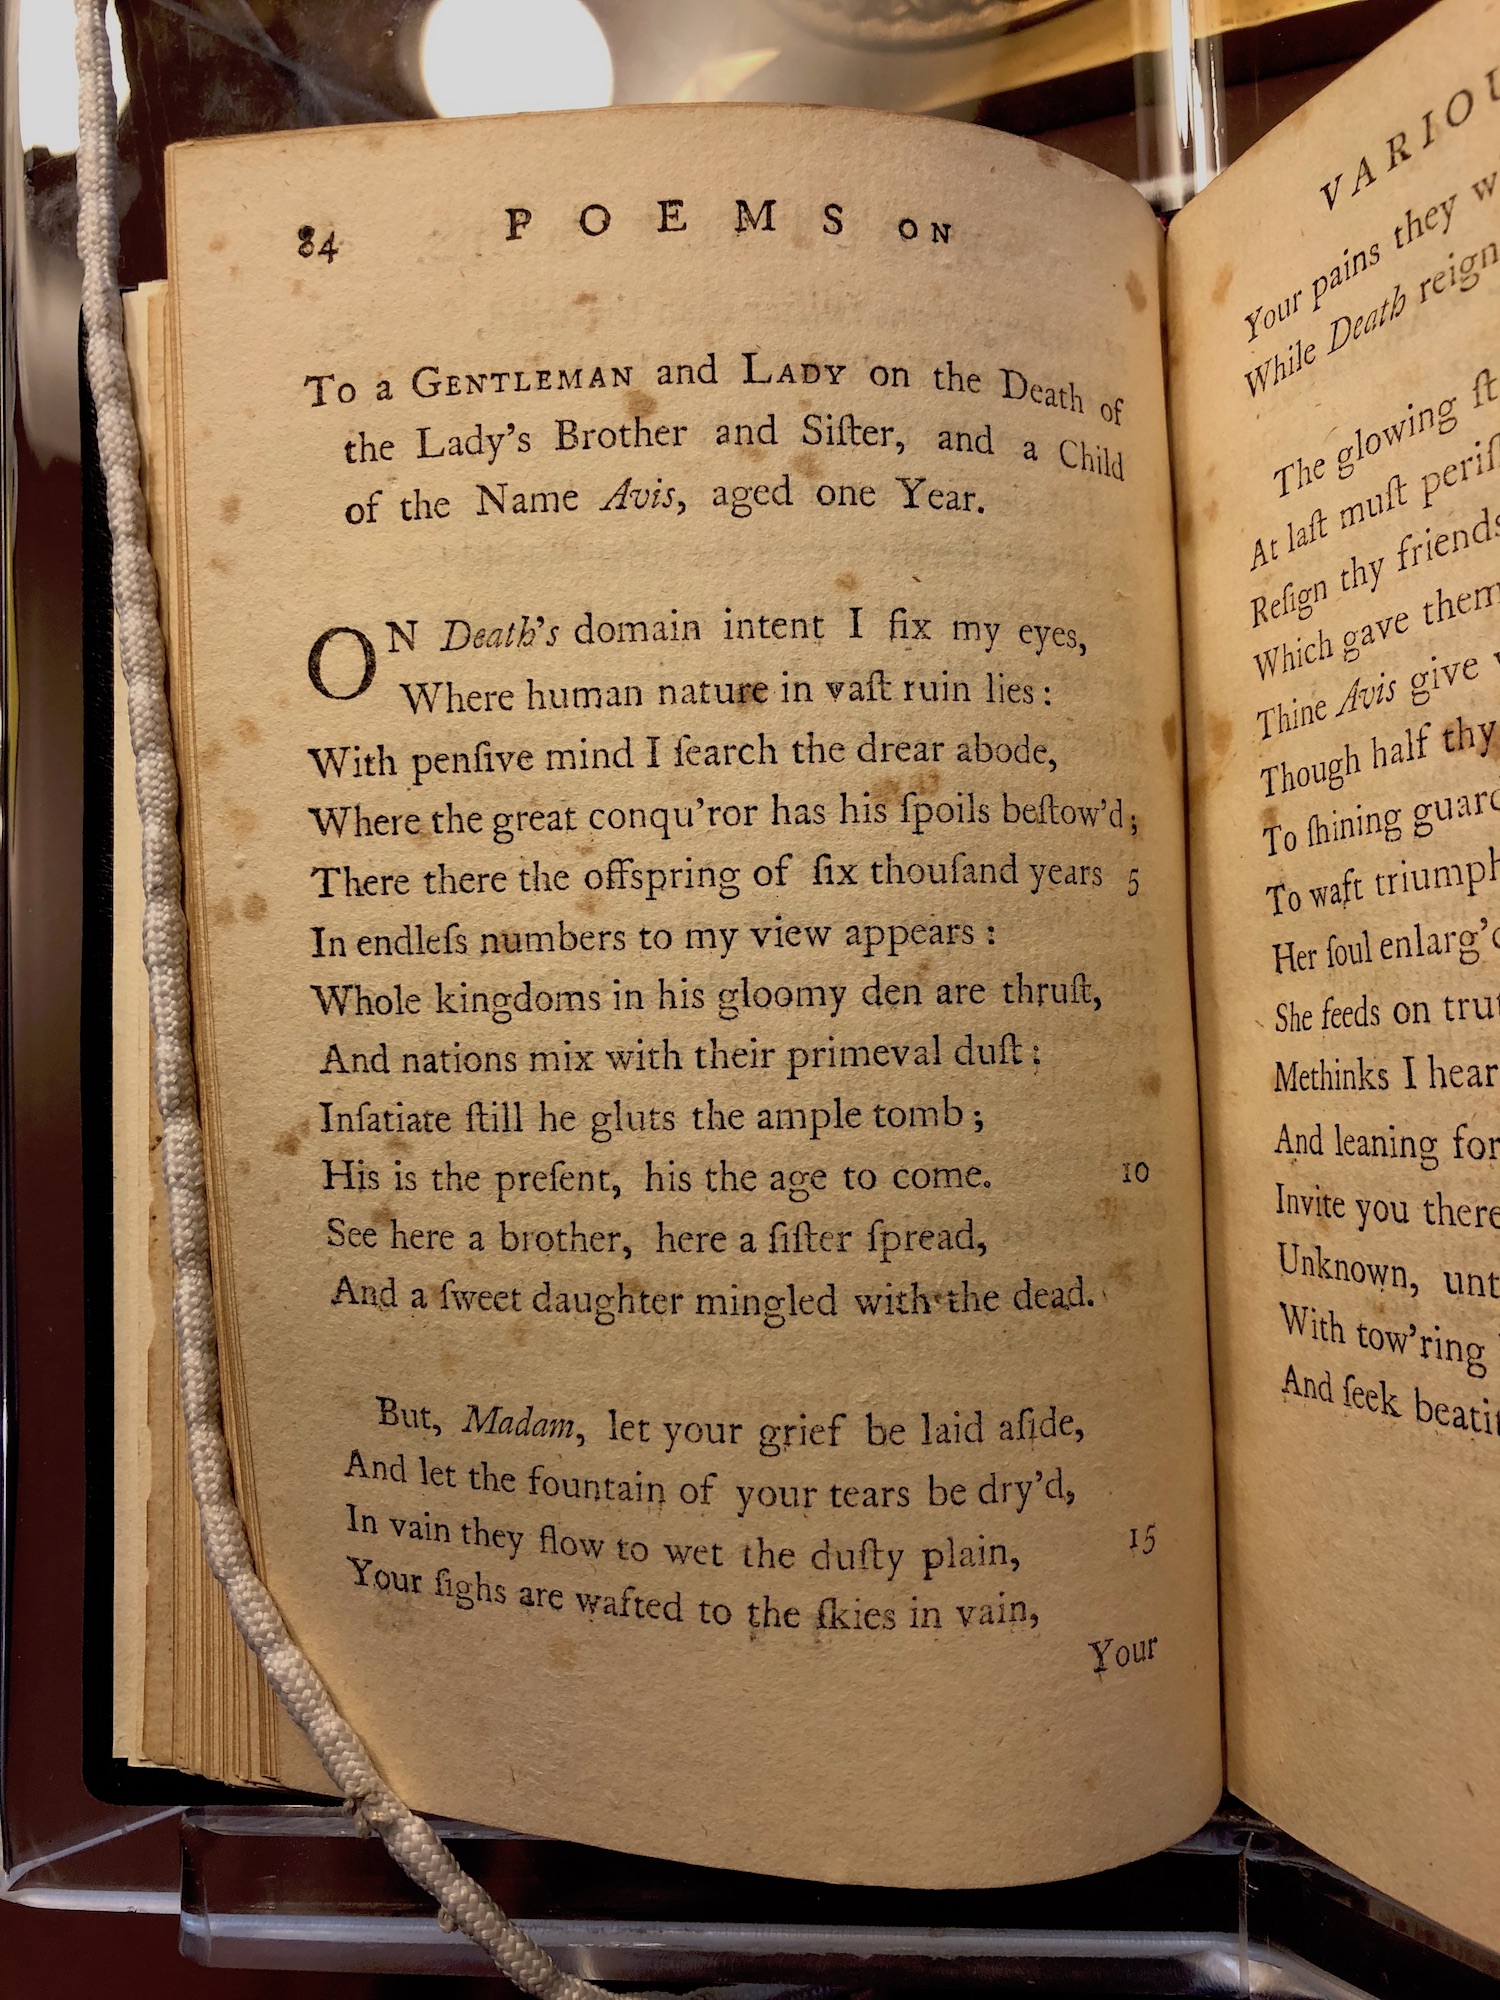 84 POEMS ON
To a GENTLEMAN and LADY on the Death of
the Lady's Brother and Siſter, and a Child
of the Name Avis, aged one Year.
ON Death's domain intent I fix my eyes,
Where human nature in vaſt ruin lies:
With penſive mind I ſearch the drear abode,
Where the great conqu'ror has his ſpoils beſtow'd;
There there the offspring of ſix thouſand years 5
In endleſs numbers to my view appears:
Whole kingdoms in his gloomy den are thruſt,
And nations mix with their primeval duſt:
Inſatiate ſtill he gluts the ample tomb;
His is the preſent, his the age to come. 10
See here a brother, here a ſiſter ſpread,
And a ſweet daughter mingled with the dead.
But, Madam, let your grief be laid aſide,
And let the fountain of your tears be dry'd,
In vain they flow to wet the duſty plain, 15
Your ſighs are wafted to the ſkies in vain,
Your
VARIOU
Your pains they w
While Death reign
The glowing ſt
At laſt muſt periſ
Reſign thy friends
Which gave them
Thine Avis give
Though half thy
To ſhining guard
To waft triumph
Her ſoul enlarg'd
She feeds on trut
Methinks I hear
And leaning for
Invite you there
Unknown, unt
With tow'ring
And ſeek beatit